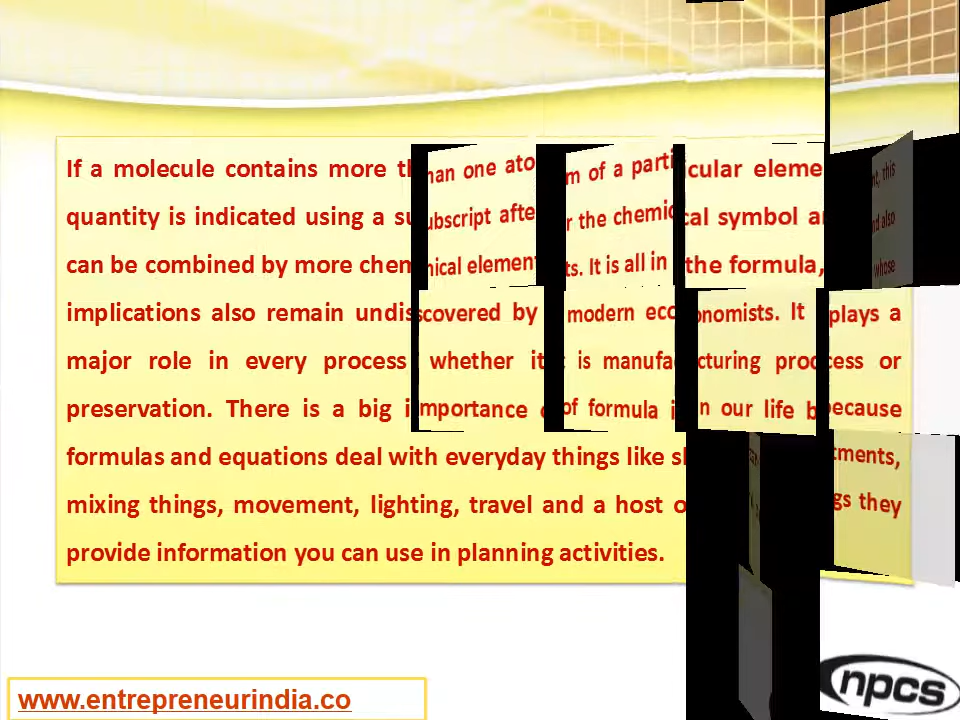 If a molecule contains more than one atom of a particular element, this
quantity is indicated using a subscript after the chemical symbol and also
can be combined by more chemical elements. It is all in the formula, whose
implications also remain undiscovered by modern economists. It plays a
major role in every process whether it is manufacturing process or
preservation. There is a big importance of formula in our life because
formulas and equations deal with everyday things like
mixing things, movement, lighting, travel and a host they
provide information you can use in planning activities.
www.entrepreneurindia.co
npcs